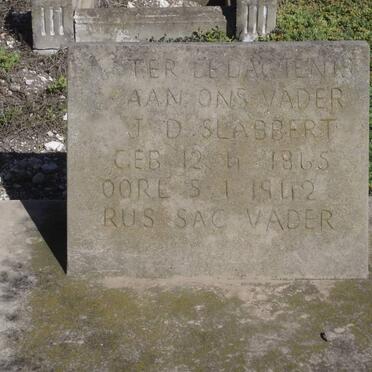 TER GEDAGTENIS
AAN ONS VADER
J D SLABBERT
GEB 12 11 1865
OORL 5 1 1942
RUS SAG VADER